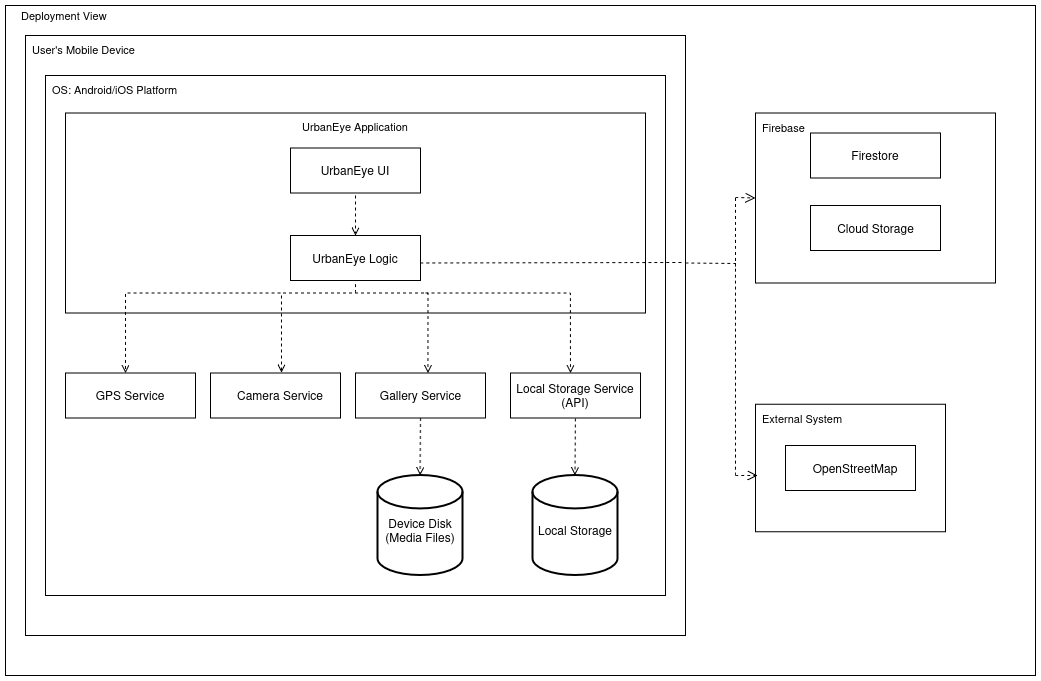 Deployment View
User's Mobile Device
OS: Android/iOS Platform
UrbanEye Application
UrbanEye UI
UrbanEye Logic
GPS Service
Camera Service
Gallery Service
Local Storage Service
(API)
Device Disk
(Media Files)
Local Storage
Firebase
Firestore
Cloud Storage
External System
OpenStreetMap